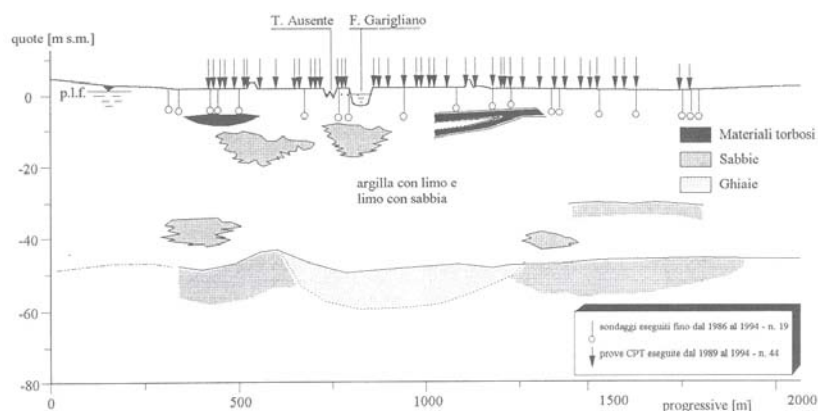 T. Ausente
F. Garigliano
quote [m s.m.]
p.l.f.
0
-20
-40
-60
-80
Materiali torbosi
Sabbie
Ghiaie
argilla con limo e
limo con sabbia
sondaggi eseguiti fino dal 1986 al 1994 - n. 19
prove CPT eseguite dal 1989 al 1994 - n. 44
0
500
1000
1500
2000
progressive [m]